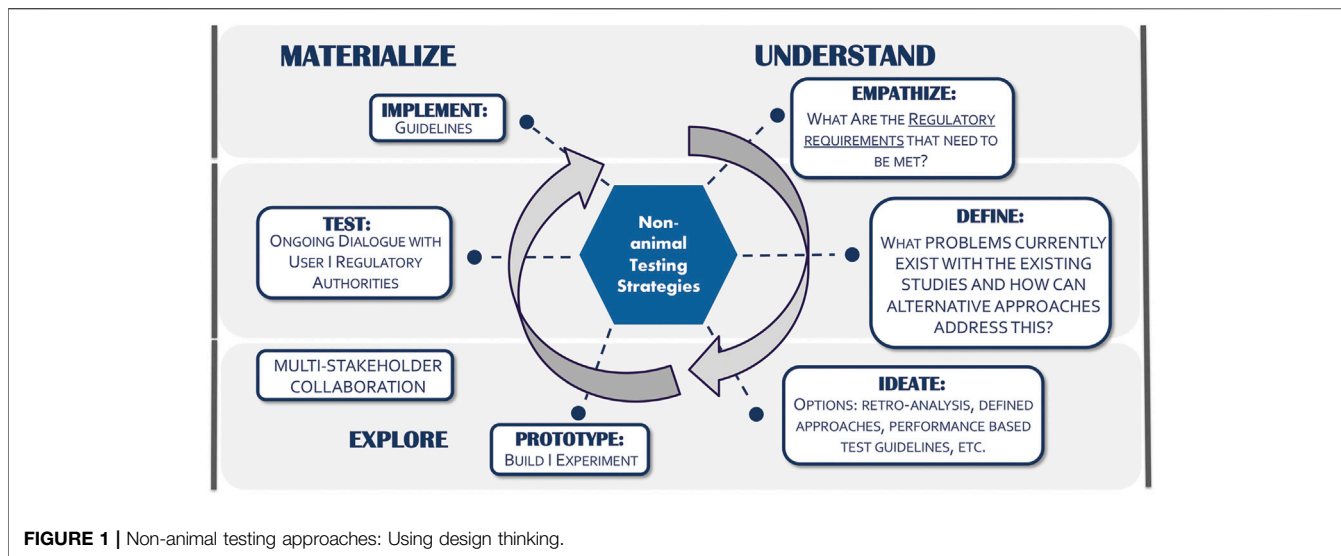 MATERIALIZE
UNDERSTAND
IMPLEMENT:
GUIDELINES
EMPATHIZE:
WHAT ARE THE REGULATORY
REQUIREMENTS THAT NEED TO
BE MET?
TEST:
ONGOING DIALOGUE WITH
USER | REGULATORY
AUTHORITIES
Non-
animal
Testing
Strategies
DEFINE:
WHAT PROBLEMS CURRENTLY
EXIST WITH THE EXISTING
STUDIES AND HOW CAN
ALTERNATIVE APPROACHES
ADDRESS THIS?
MULTI-STAKEHOLDER
COLLABORATION
EXPLORE
PROTOTYPE:
BUILD | EXPERIMENT
IDEATE:
OPTIONS: RETRO-ANALYSIS, DEFINED
APPROACHES, PERFORMANCE BASED
TEST GUIDELINES, ETC.
FIGURE 1 | Non-animal testing approaches: Using design thinking.